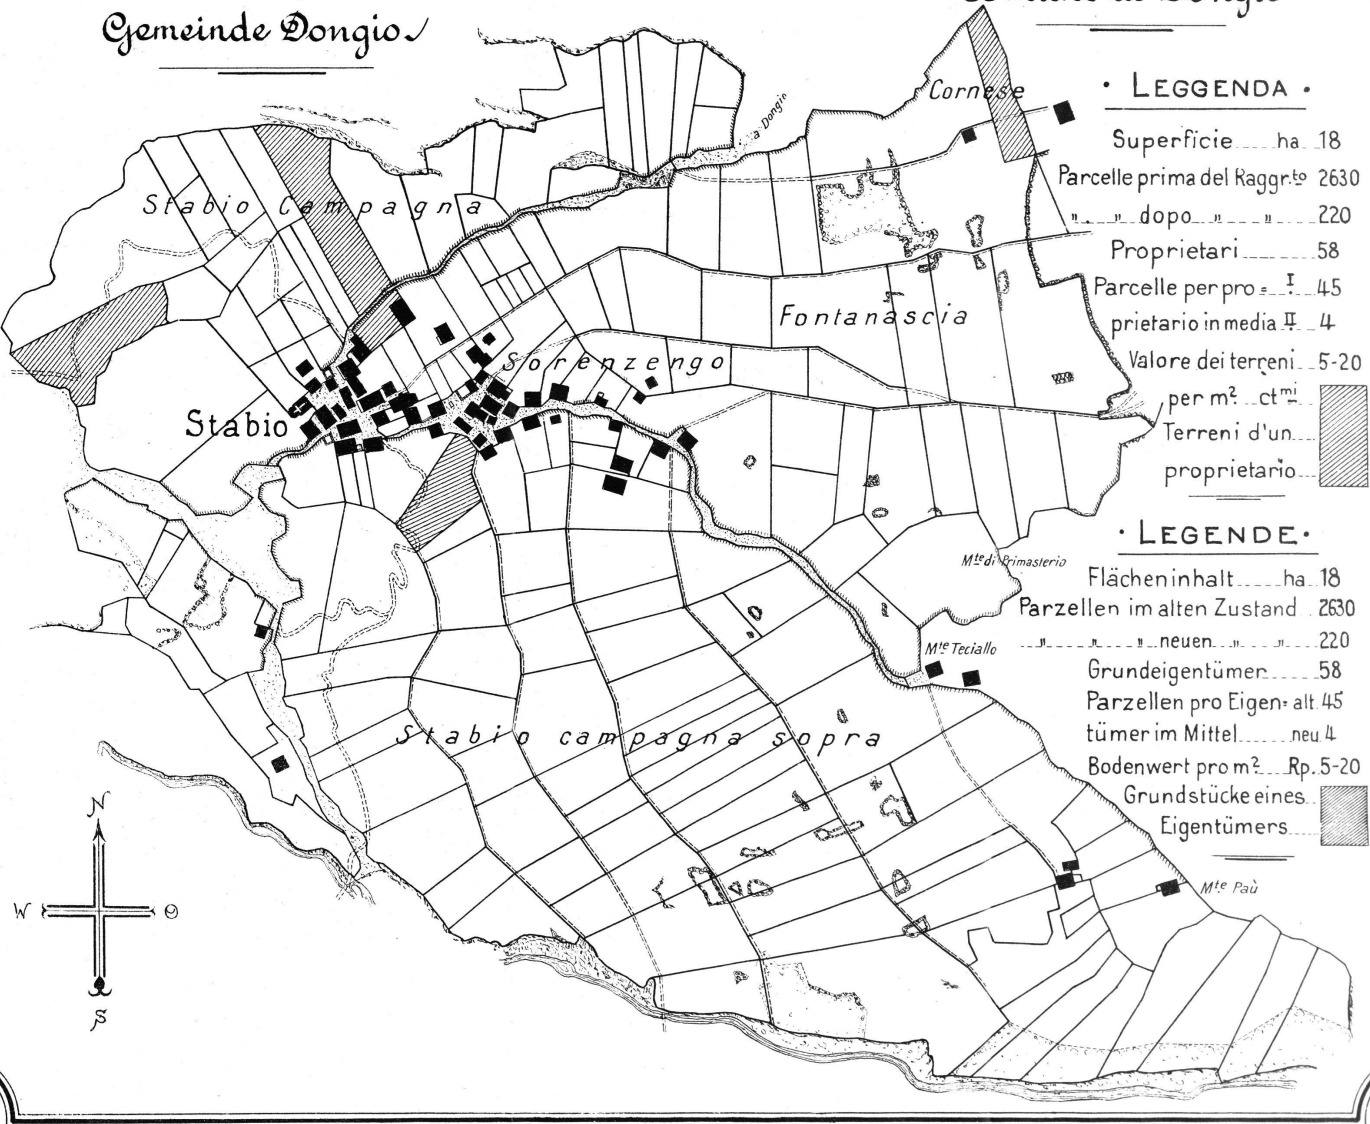 Gemeinde Dongio
Cornese
· LEGGENDA ·
Superficie ha 18
Parcelle prima del Raggr.to 2630
" " dopo " " 220
Proprietari 58
Parcelle per pro= I 45
prietario in media II 4
Valore dei terreni 5-20
per m² ct mi
Terreni d'un
proprietario
a Dongio
Stabio Campagna
Fontanascia
Sorenzengo
Stabio
· LEGENDE ·
Flächeninhalt ha 18
Parzellen im alten Zustand 2630
" " " neuen " " 220
Grundeigentümer 58
Parzellen pro Eigen= alt. 45
tümer im Mittel neu 4
Bodenwert pro m² Rp. 5-20
Grundstücke eines
Eigentümers
Mte di Primasterio
Mte Teciallo
Stabio campagna sopra
Mte Paù
N
W O
S